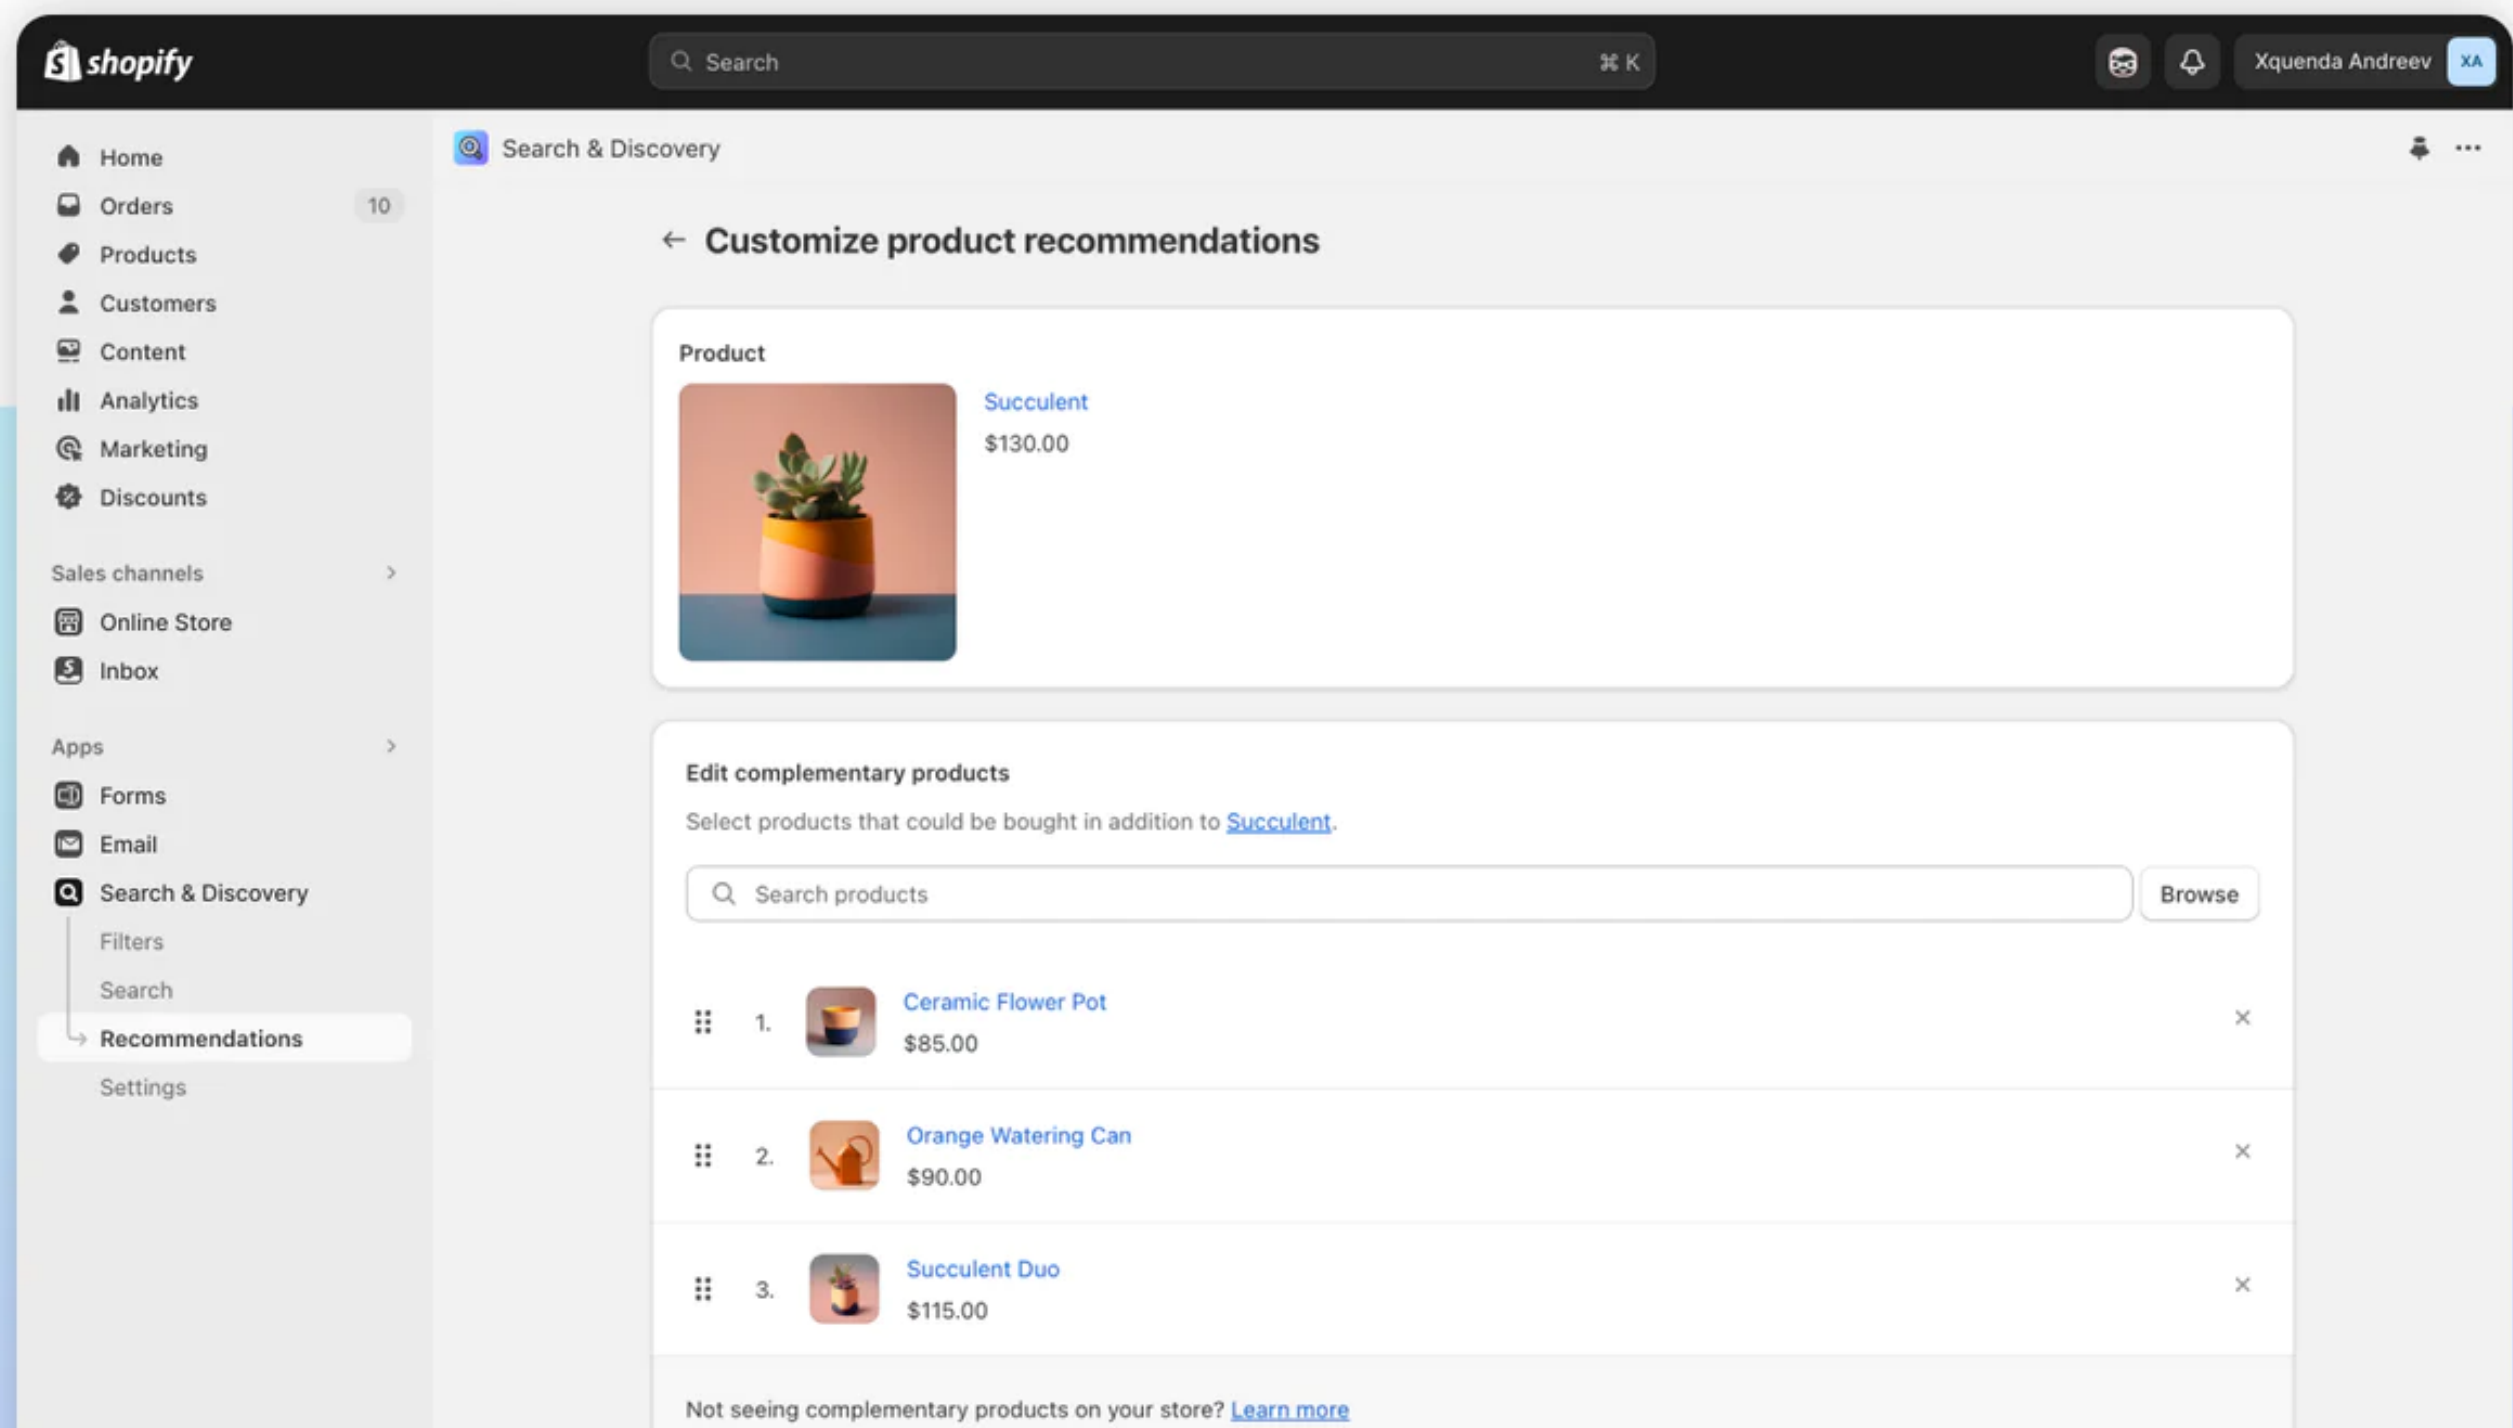 shopify
Search
⌘ K
Xquenda Andreev
XA
Home
Orders
10
Products
Customers
Content
Analytics
Marketing
Discounts
Sales channels
Online Store
Inbox
Apps
Forms
Email
Search & Discovery
Filters
Search
Recommendations
Settings
Search & Discovery
Customize product recommendations
Product
Succulent
$130.00
Edit complementary products
Select products that could be bought in addition to Succulent.
Search products
Browse
1.
Ceramic Flower Pot
$85.00
2.
Orange Watering Can
$90.00
3.
Succulent Duo
$115.00
Not seeing complementary products on your store? Learn more